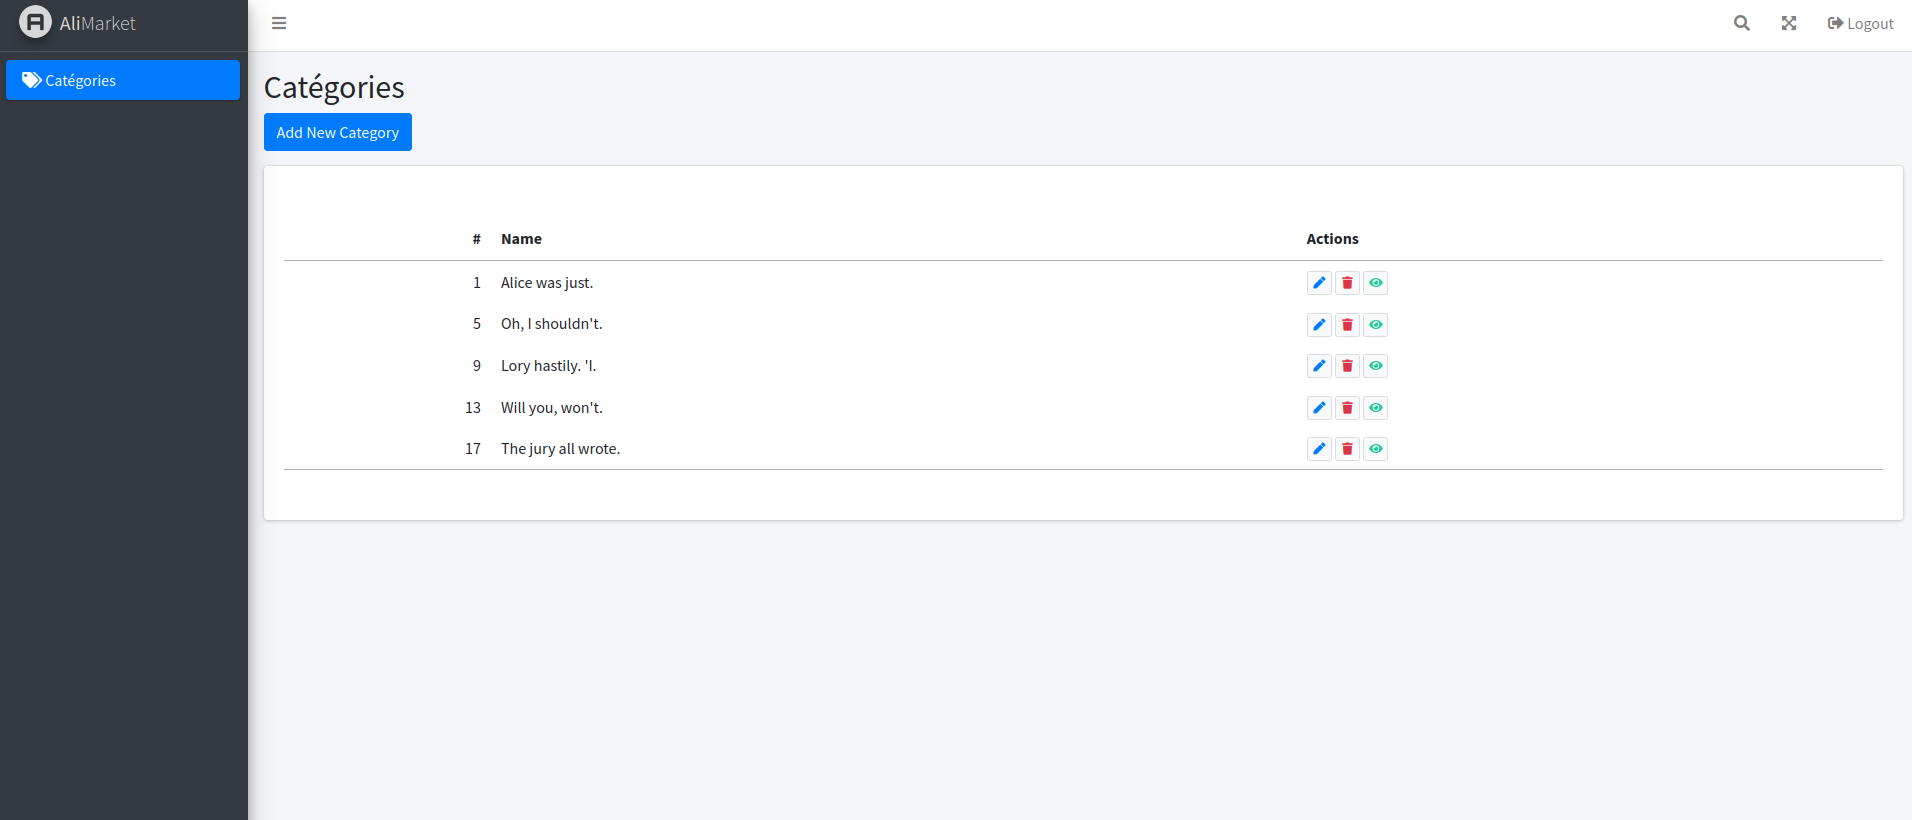 AliMarket
Logout
Catégories
Catégories
Add New Category
# Name Actions
1 Alice was just.
5 Oh, I shouldn't.
9 Lory hastily. 'I.
13 Will you, won't.
17 The jury all wrote.